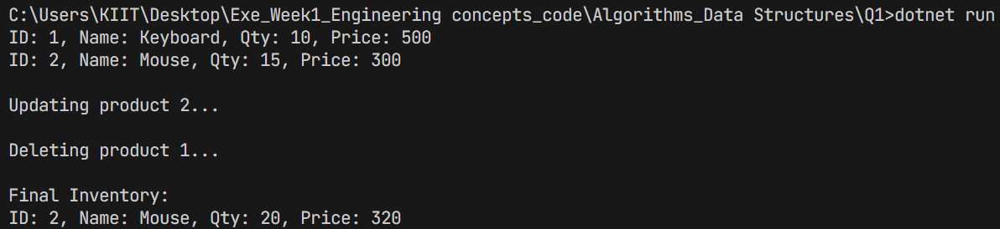 C:\Users\KIIT\Desktop\Exe_Week1_Engineering concepts_code\Algorithms_Data Structures\Q1>dotnet run
ID: 1, Name: Keyboard, Qty: 10, Price: 500
ID: 2, Name: Mouse, Qty: 15, Price: 300
Updating product 2...
Deleting product 1...
Final Inventory:
ID: 2, Name: Mouse, Qty: 20, Price: 320